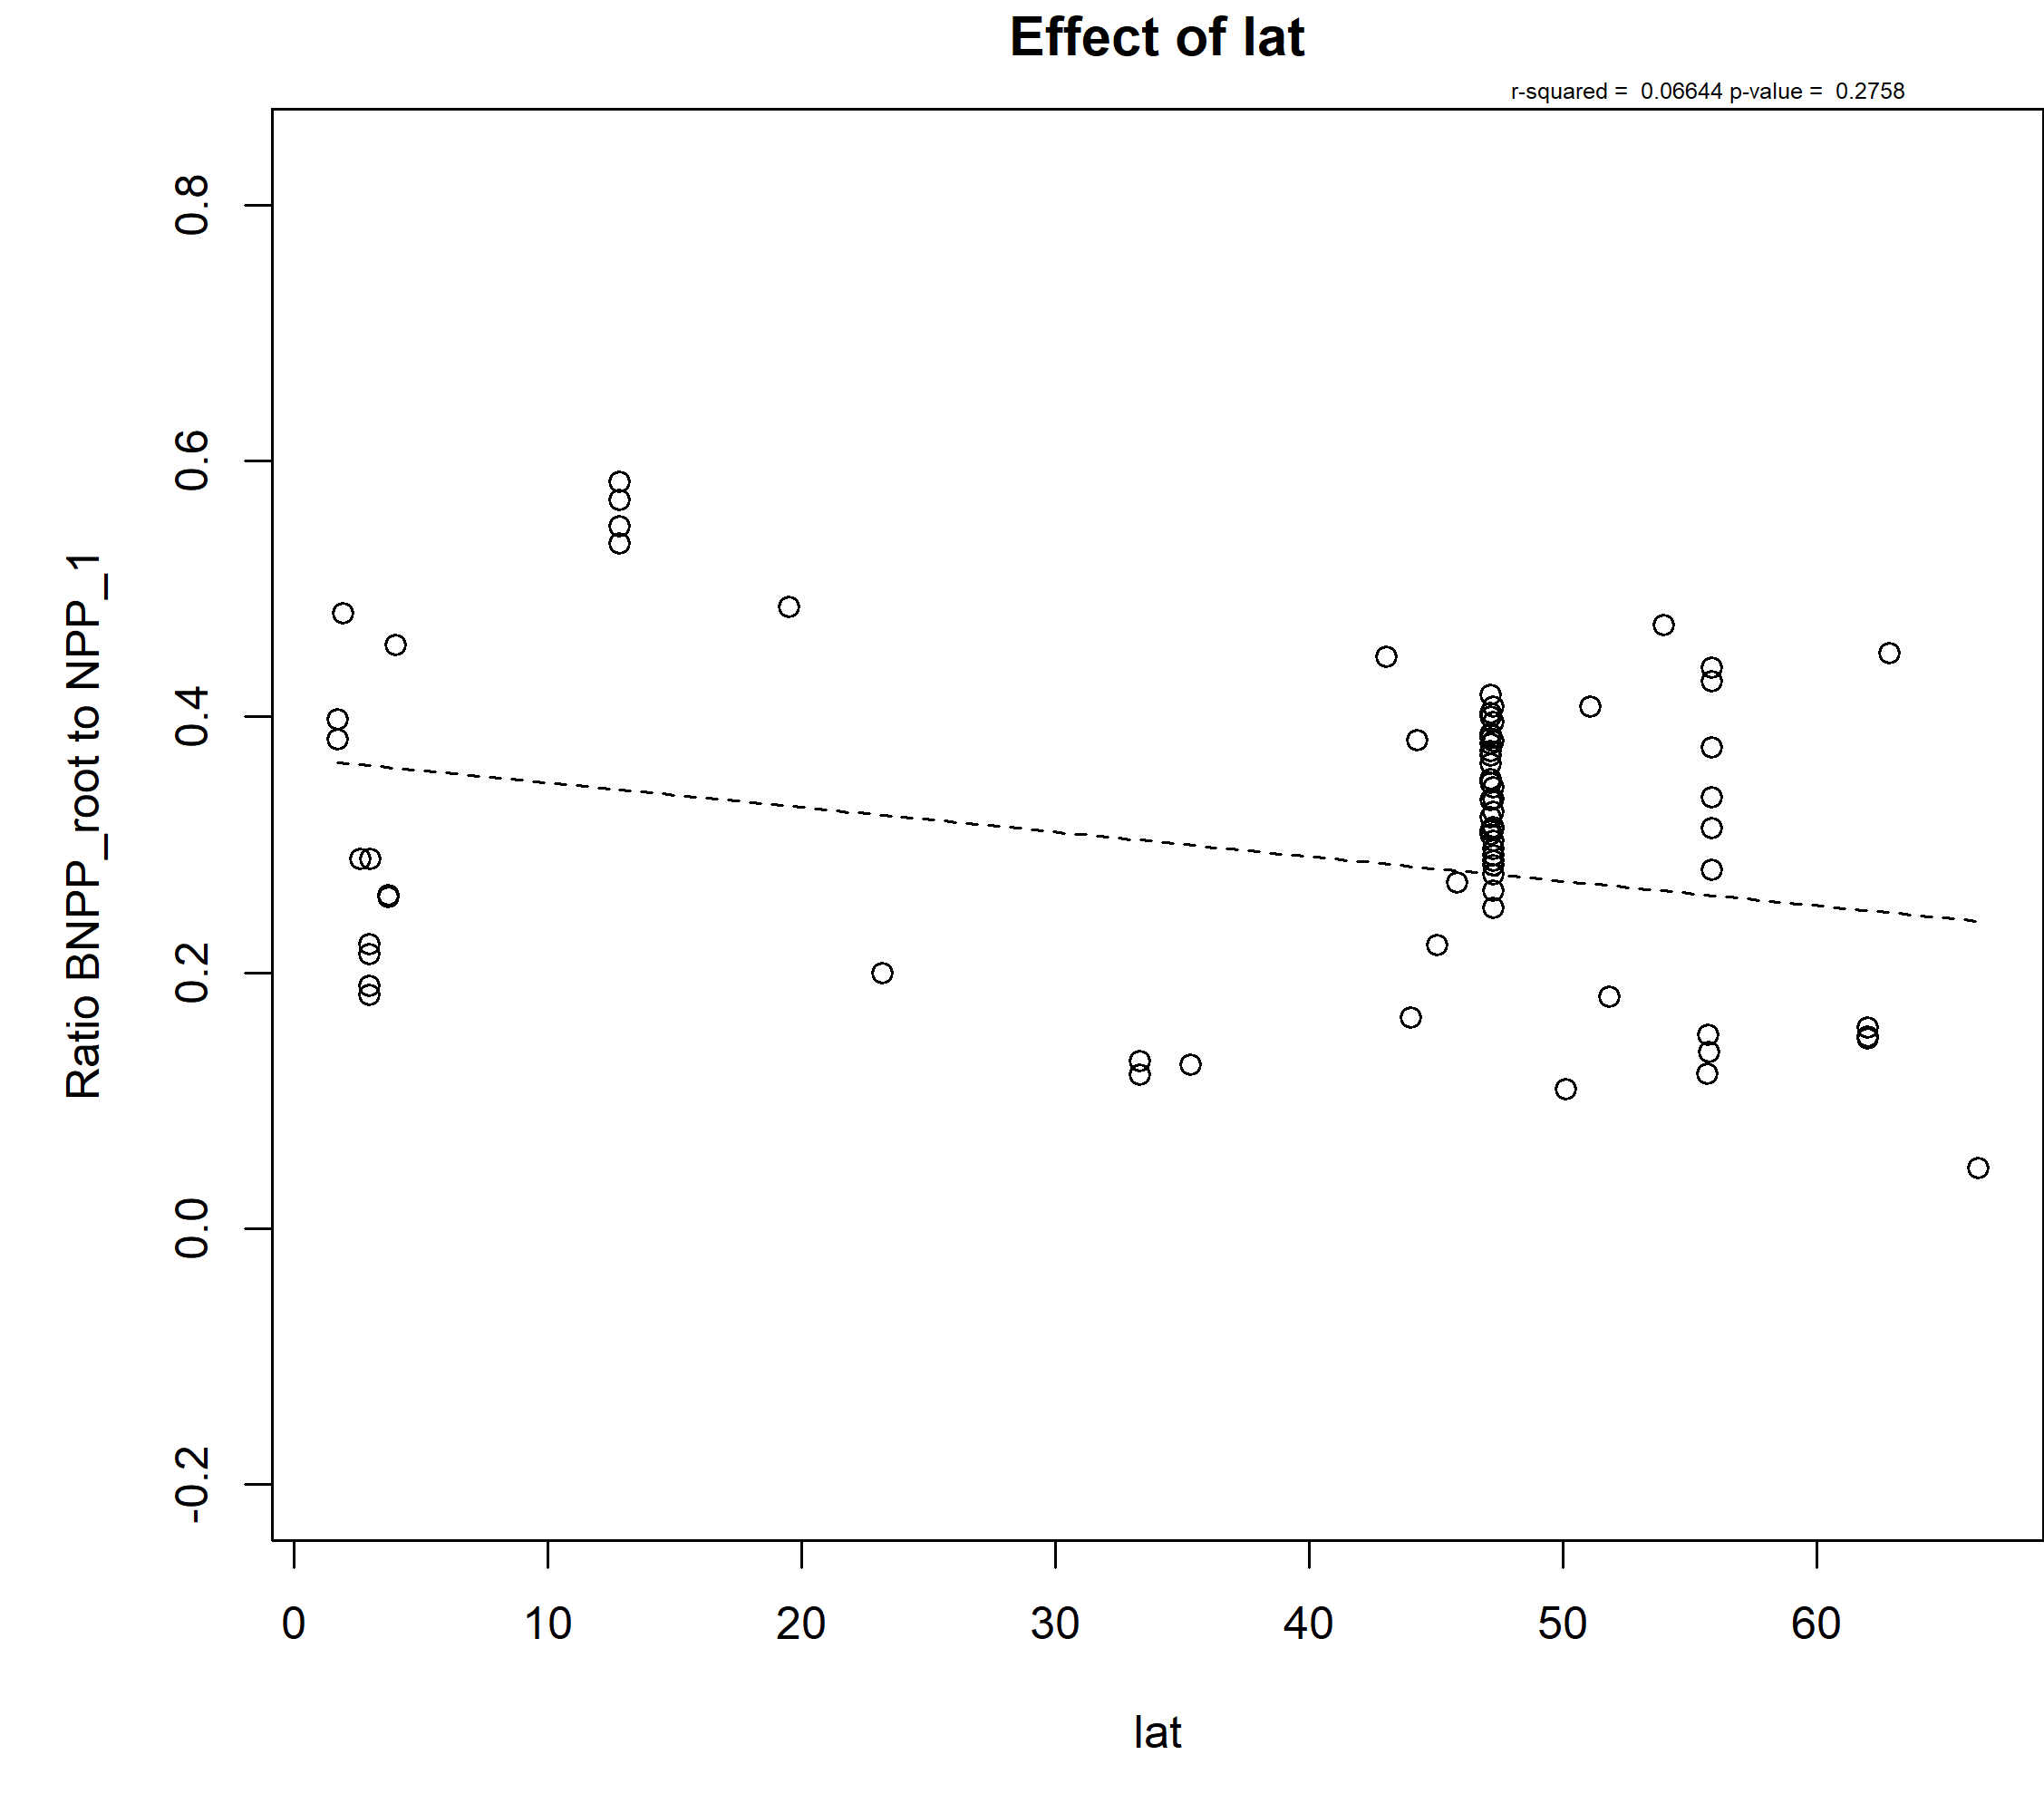 Effect of lat
r-squared = 0.06644 p-value = 0.2758
Ratio BNPP_root to NPP_1
0.8
0.6
0.4
0.2
0.0
-0.2
0 10 20 30 40 50 60
lat